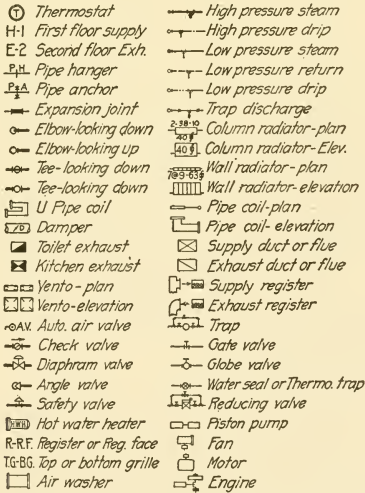 T Thermostat
H-1 First floor supply
E-2 Second floor Exh.
P H Pipe hanger
P A Pipe anchor
Expansion joint
Elbow-looking down
Elbow-looking up
Tee-looking down
Tee-looking down
U Pipe coil
D Damper
Toilet exhaust
Kitchen exhaust
Vento-plan
Vento-elevation
A.V. Auto. air valve
Check valve
Diaphram valve
Angle valve
Safety valve
HWH Hot water heater
R-R.F. Register or Reg. face
T.G-B.G. Top or bottom grille
Air washer
High pressure steam
High pressure drip
Low pressure steam
Low pressure return
Low pressure drip
Trap discharge
2-38-10
40 Column radiator-plan
40 Column radiator-Elev.
7@9-63 Wall radiator-plan
Wall radiator-elevation
Pipe coil-plan
Pipe coil-elevation
Supply duct or flue
Exhaust duct or flue
Supply register
Exhaust register
Trap
Gate valve
Globe valve
Water seal or Thermo. trap
Reducing valve
Piston pump
Fan
Motor
Engine